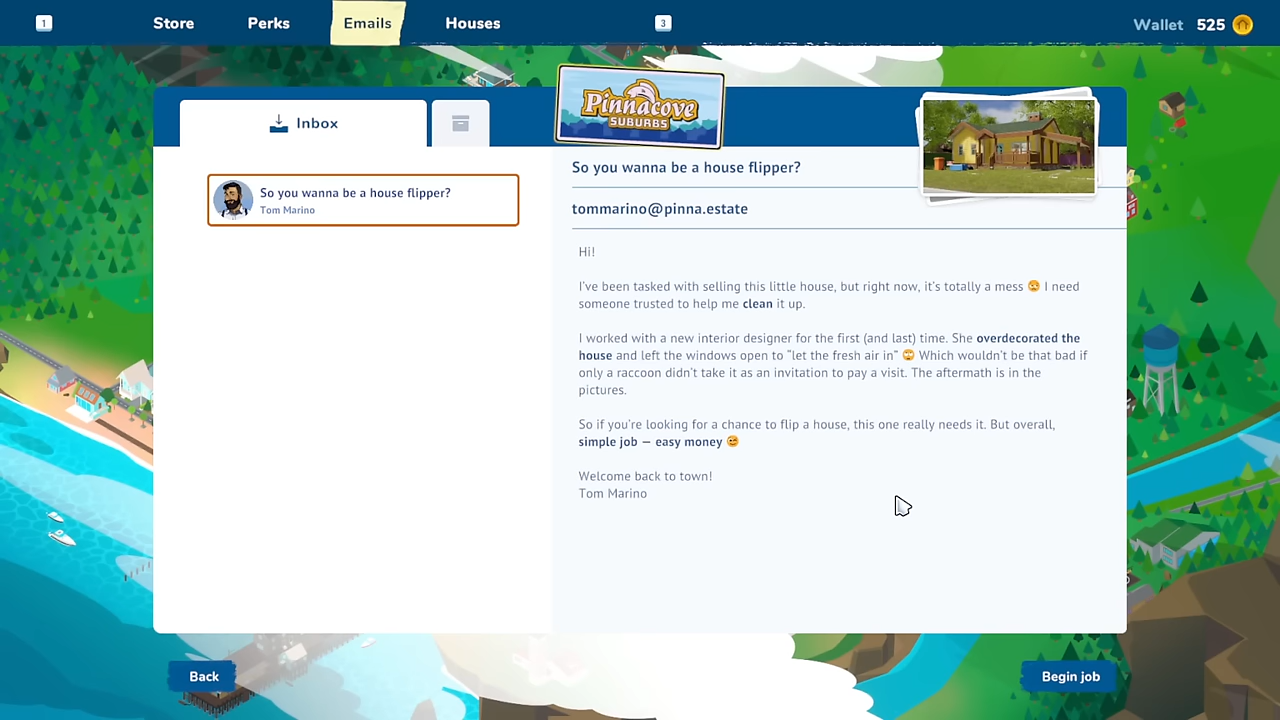 1 Store Perks Emails Houses 3 Wallet 525
Pinnacove
SUBURBS
Inbox
So you wanna be a house flipper?
Tom Marino
So you wanna be a house flipper?
tommarino@pinna.estate
Hi!
I've been tasked with selling this little house, but right now, it's totally a mess 😩 I need
someone trusted to help me clean it up.
I worked with a new interior designer for the first (and last) time. She overdecorated the
house and left the windows open to “let the fresh air in” 🙄 Which wouldn't be that bad if
only a raccoon didn't take it as an invitation to pay a visit. The aftermath is in the
pictures.
So if you're looking for a chance to flip a house, this one really needs it. But overall,
simple job — easy money 😊
Welcome back to town!
Tom Marino
Back
Begin job